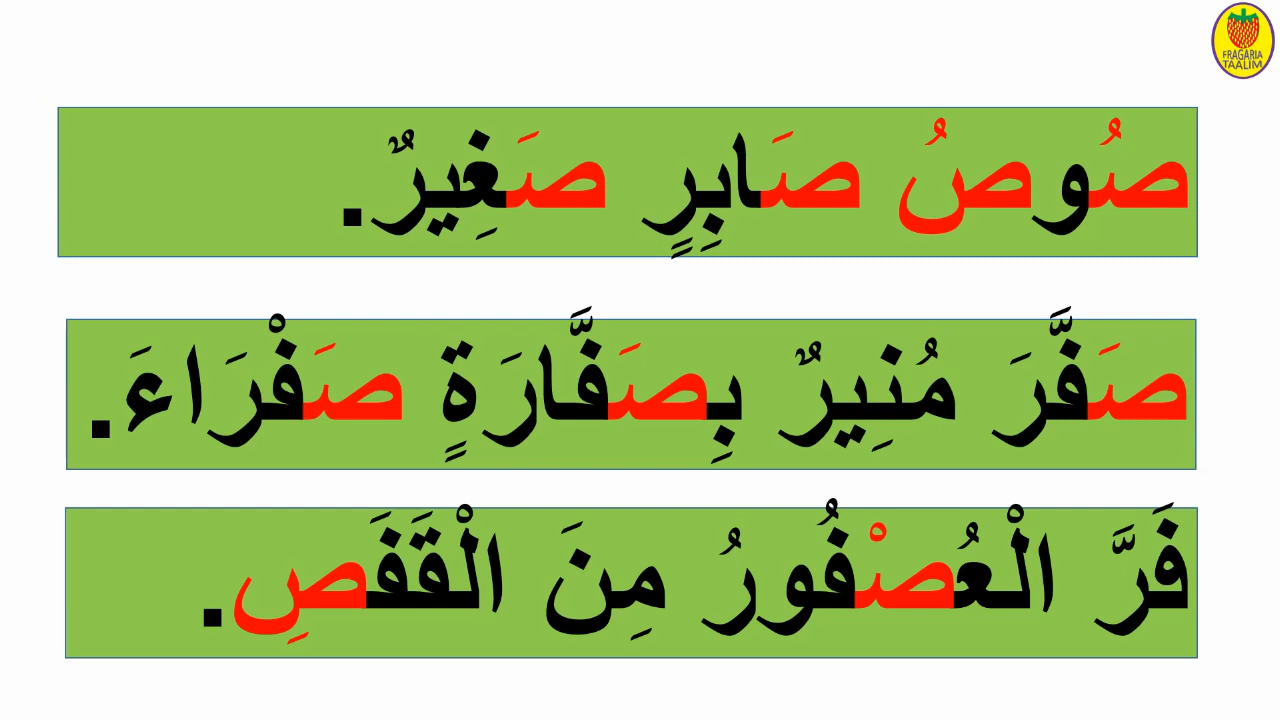 FRAGARIA
TAALIM
صُوصُ صَابِرٍ صَغِيرٌ.
صَفَّرَ مُنِيرٌ بِصَفَّارَةٍ صَفْرَاءَ.
فَرَّ الْعُصْفُورُ مِنَ الْقَفَصِ.